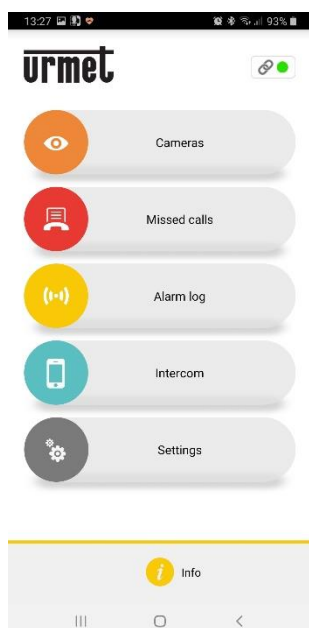 13:27 93%
urmet
Cameras
Missed calls
Alarm log
Intercom
Settings
i Info